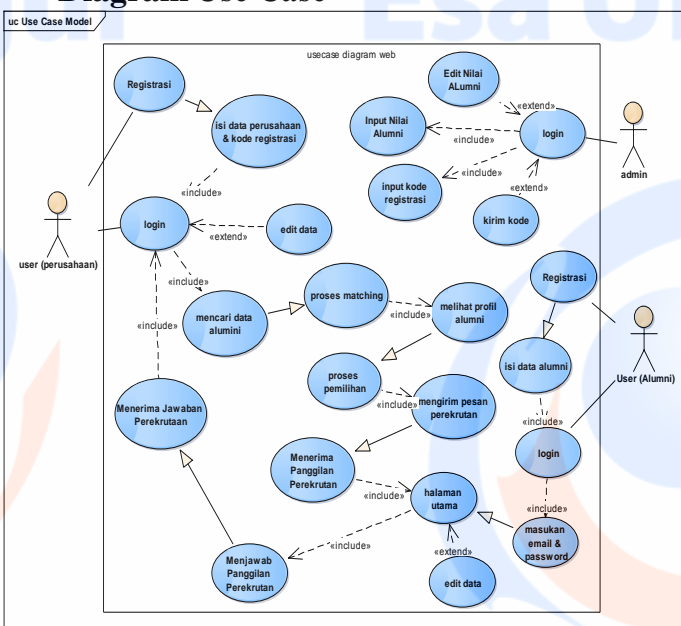 Diagram Use Case
Esa U
uc Use Case Model
usecase diagram web
Registrasi
isi data perusahaan
& kode registrasi
«include»
login
«extend»
edit data
user (perusahaan)
«include»
mencari data
alumini
«include»
Menerima Jawaban
Perekrutaan
Edit Nilai
ALumni
«extend»
Input Nilai
Alumni
«include»
login
admin
input kode
registrasi
«include»
«extend»
kirim kode
proses matching
«include»
melihat profil
alumni
proses
pemilihan
«include»
mengirim pesan
perekrutan
Menerima
Panggilan
Perekrutan
«include»
halaman
utama
«include»
Menjawab
Panggilan
Perekrutan
«extend»
edit data
Registrasi
isi data alumni
User (Alumni)
«include»
login
«include»
masukan
email &
password